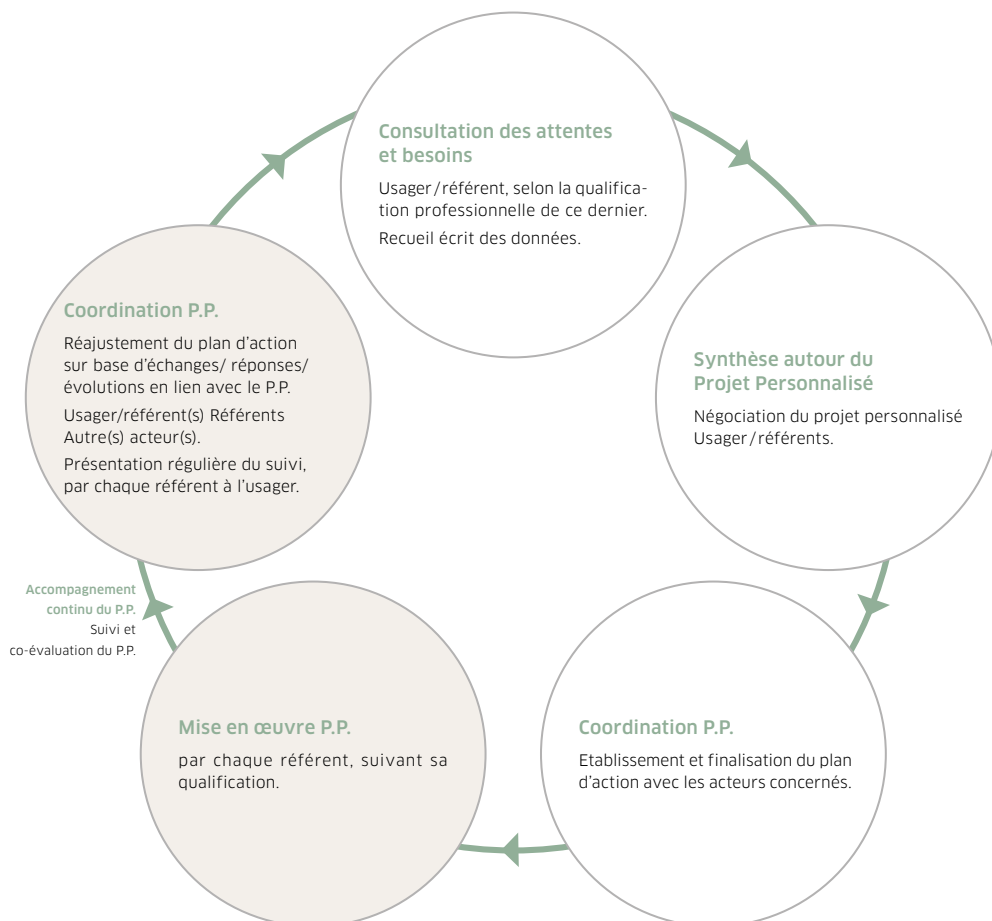 Consultation des attentes
et besoins
Usager/référent, selon la qualifica-
tion professionnelle de ce dernier.
Recueil écrit des données.
Synthèse autour du
Projet Personnalisé
Négociation du projet personnalisé
Usager/référents.
Coordination P.P.
Etablissement et finalisation du plan
d'action avec les acteurs concernés.
Mise en œuvre P.P.
par chaque référent, suivant sa
qualification.
Accompagnement
continu du P.P.
Suivi et
co-évaluation du P.P.
Coordination P.P.
Réajustement du plan d'action
sur base d'échanges/ réponses/
évolutions en lien avec le P.P.
Usager/référent(s) Référents
Autre(s) acteur(s).
Présentation régulière du suivi,
par chaque référent à l'usager.